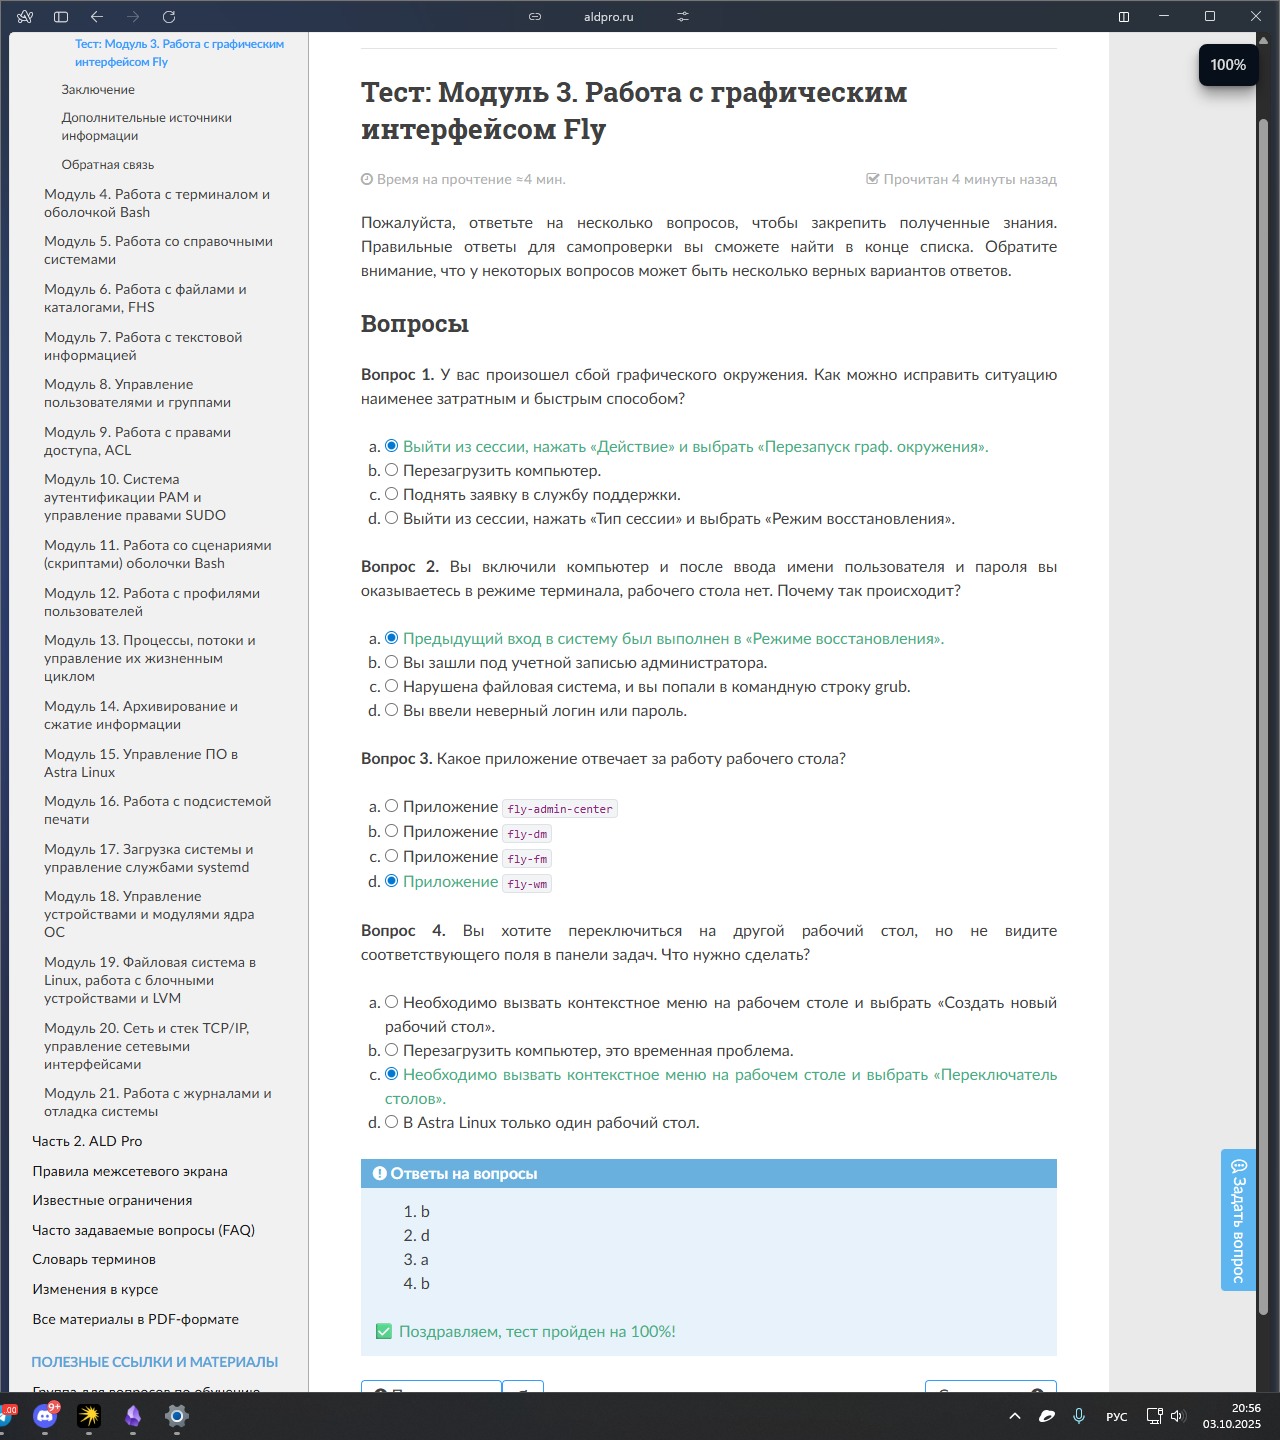 aldpro.ru
100%
Тест: Модуль 3. Работа с графическим
интерфейсом Fly
Заключение
Дополнительные источники
информации
Обратная связь
Модуль 4. Работа с терминалом и
оболочкой Bash
Модуль 5. Работа со справочными
системами
Модуль 6. Работа с файлами и
каталогами, FHS
Модуль 7. Работа с текстовой
информацией
Модуль 8. Управление
пользователями и группами
Модуль 9. Работа с правами
доступа, ACL
Модуль 10. Система
аутентификации PAM и
управление правами SUDO
Модуль 11. Работа со сценариями
(скриптами) оболочки Bash
Модуль 12. Работа с профилями
пользователей
Модуль 13. Процессы, потоки и
управление их жизненным
циклом
Модуль 14. Архивирование и
сжатие информации
Модуль 15. Управление ПО в
Astra Linux
Модуль 16. Работа с подсистемой
печати
Модуль 17. Загрузка системы и
управление службами systemd
Модуль 18. Управление
устройствами и модулями ядра
ОС
Модуль 19. Файловая система в
Linux, работа с блочными
устройствами и LVM
Модуль 20. Сеть и стек TCP/IP,
управление сетевыми
интерфейсами
Модуль 21. Работа с журналами и
отладка системы
Часть 2. ALD Pro
Правила межсетевого экрана
Известные ограничения
Часто задаваемые вопросы (FAQ)
Словарь терминов
Изменения в курсе
Все материалы в PDF-формате
ПОЛЕЗНЫЕ ССЫЛКИ И МАТЕРИАЛЫ
Группа для вопросов по обучению
Тест: Модуль 3. Работа с графическим
интерфейсом Fly
Время на прочтение ≈4 мин.
Прочитан 4 минуты назад
Пожалуйста, ответьте на несколько вопросов, чтобы закрепить полученные знания.
Правильные ответы для самопроверки вы сможете найти в конце списка. Обратите
внимание, что у некоторых вопросов может быть несколько верных вариантов ответов.
Вопросы
Вопрос 1. У вас произошел сбой графического окружения. Как можно исправить ситуацию
наименее затратным и быстрым способом?
a. Выйти из сессии, нажать «Действие» и выбрать «Перезапуск граф. окружения».
b. Перезагрузить компьютер.
c. Поднять заявку в службу поддержки.
d. Выйти из сессии, нажать «Тип сессии» и выбрать «Режим восстановления».
Вопрос 2. Вы включили компьютер и после ввода имени пользователя и пароля вы
оказываетесь в режиме терминала, рабочего стола нет. Почему так происходит?
a. Предыдущий вход в систему был выполнен в «Режиме восстановления».
b. Вы зашли под учетной записью администратора.
c. Нарушена файловая система, и вы попали в командную строку grub.
d. Вы ввели неверный логин или пароль.
Вопрос 3. Какое приложение отвечает за работу рабочего стола?
a. Приложение fly-admin-center
b. Приложение fly-dm
c. Приложение fly-fm
d. Приложение fly-wm
Вопрос 4. Вы хотите переключиться на другой рабочий стол, но не видите
соответствующего поля в панели задач. Что нужно сделать?
a. Необходимо вызвать контекстное меню на рабочем столе и выбрать «Создать новый
рабочий стол».
b. Перезагрузить компьютер, это временная проблема.
c. Необходимо вызвать контекстное меню на рабочем столе и выбрать «Переключатель
столов».
d. В Astra Linux только один рабочий стол.
Ответы на вопросы
1. b
2. d
3. a
4. b
Поздравляем, тест пройден на 100%!
Задать вопрос
9+
РУС
20:56
03.10.2025